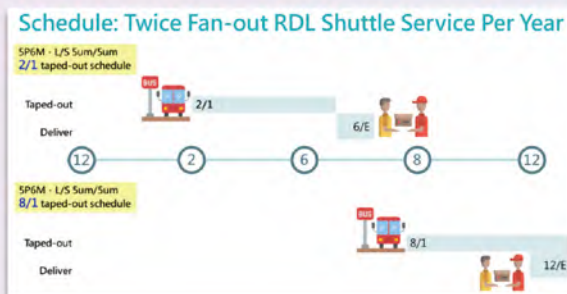 Schedule: Twice Fan-out RDL Shuttle Service Per Year
5P6M - L/S 5um/5um
2/1 taped-out schedule
BUS
Taped-out
2/1
Deliver
6/E
12 2 6 8 12
5P6M - L/S 5um/5um
8/1 taped-out schedule
BUS
Taped-out
8/1
Deliver
12/E